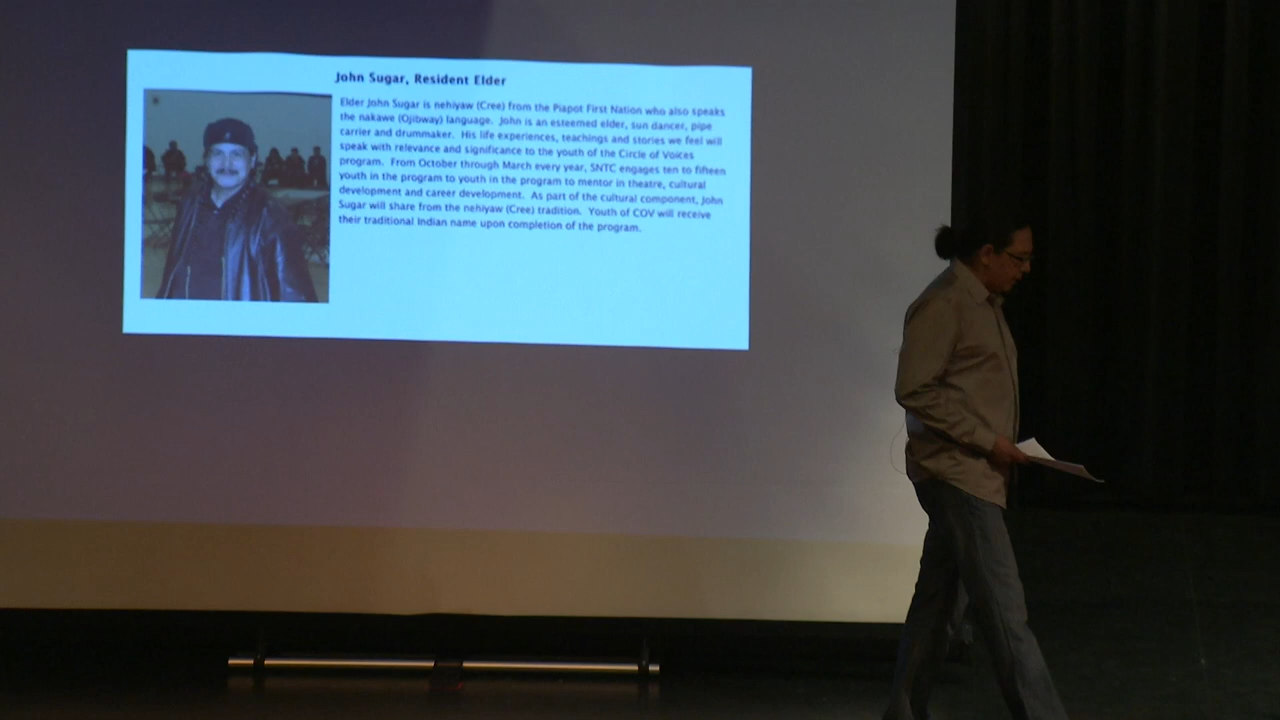 John Sugar, Resident Elder
Elder John Sugar is nehiyaw (Cree) from the Piapot First Nation who also speaks
the nakawe (Ojibway) language. John is an esteemed elder, sun dancer, pipe
carrier and drummaker. His life experiences, teachings and stories we feel will
speak with relevance and significance to the youth of the Circle of Voices
program. From October through March every year, SNTC engages ten to fifteen
youth in the program to youth in the program to mentor in theatre, cultural
development and career development. As part of the cultural component, John
Sugar will share from the nehiyaw (Cree) tradition. Youth of COV will receive
their traditional Indian name upon completion of the program.